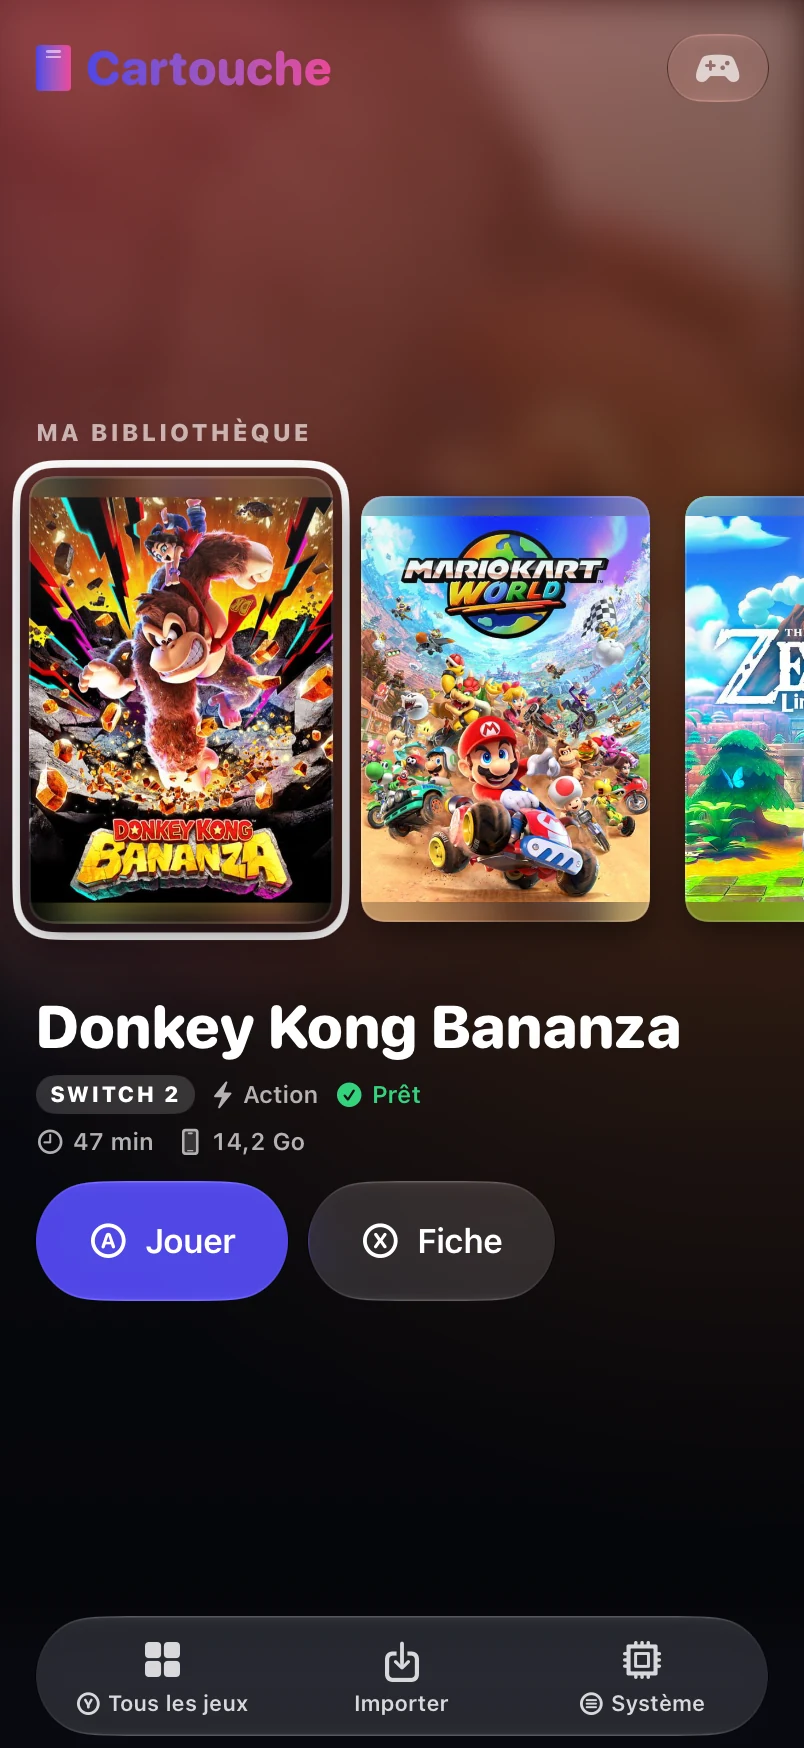 Cartouche
MA BIBLIOTHÈQUE
DONKEY KONG
BANANZA
MARIOKART
WORLD
Donkey Kong Bananza
SWITCH 2 Action Prêt
47 min 14,2 Go
A Jouer
X Fiche
Y Tous les jeux
Importer
Système